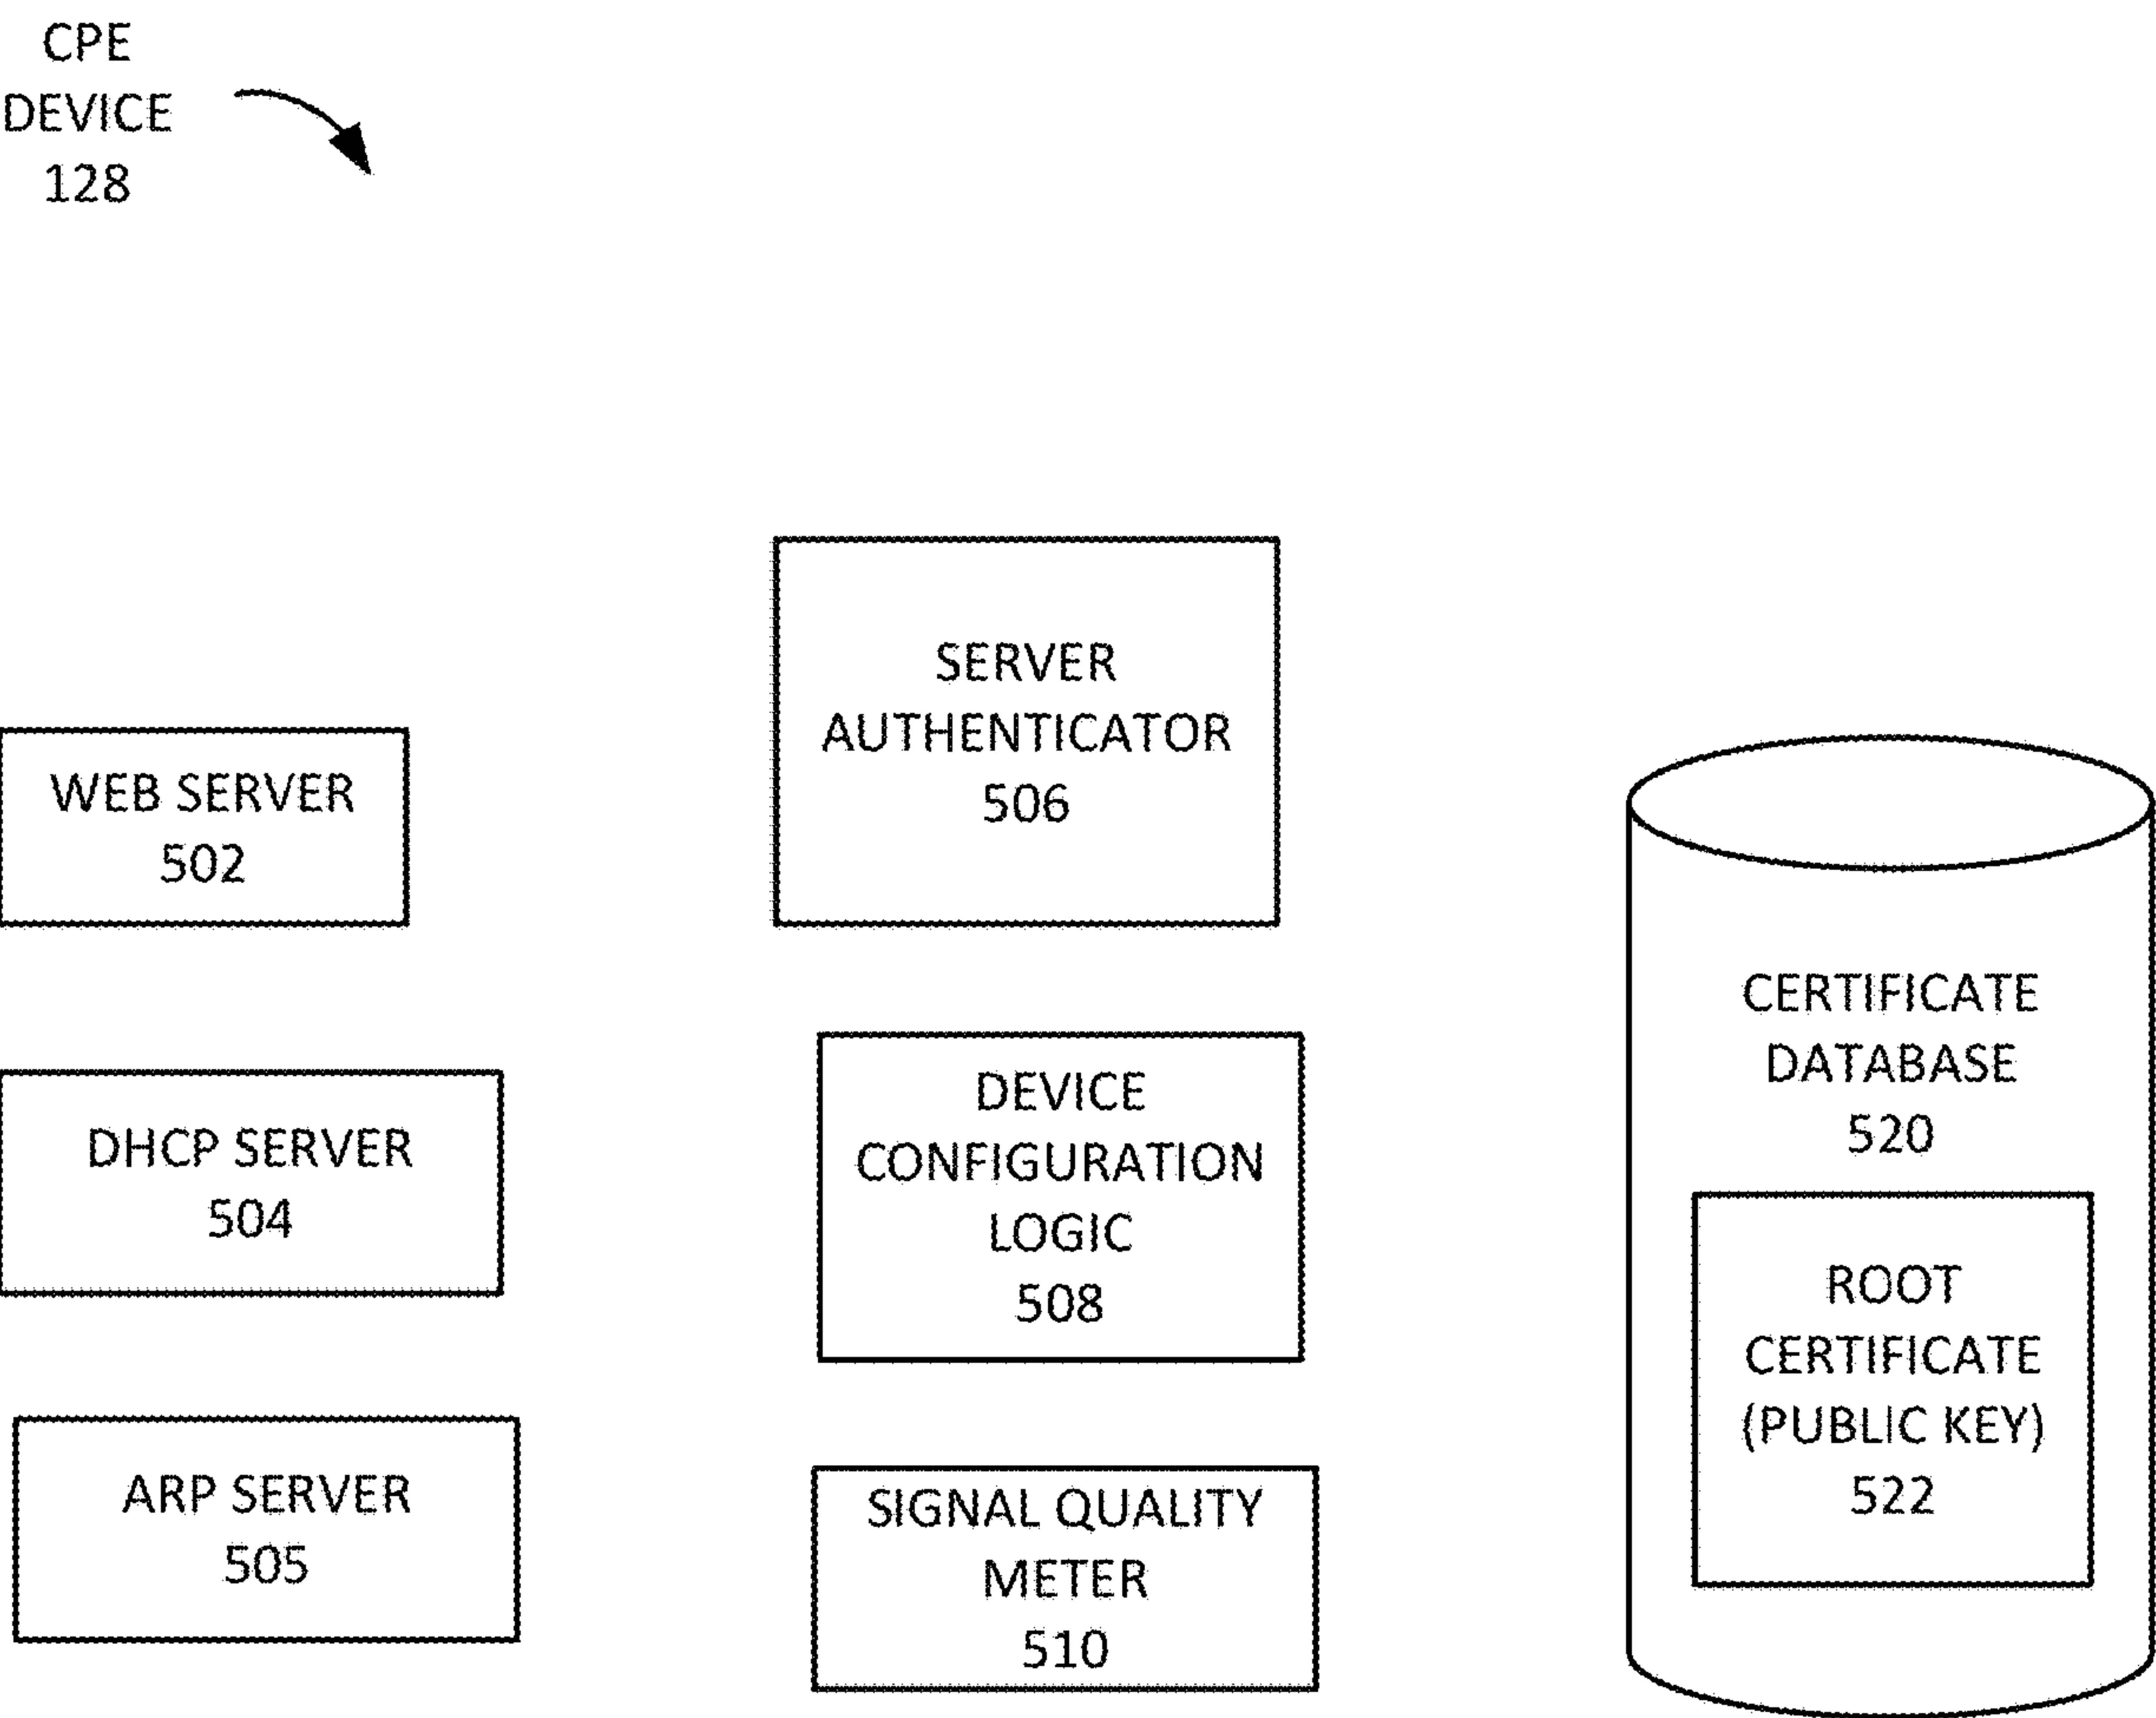 CPE
DEVICE
128
SERVER
AUTHENTICATOR
506
WEB SERVER
502
CERTIFICATE
DATABASE
520
DEVICE
CONFIGURATION
LOGIC
508
DHCP SERVER
504
ROOT
CERTIFICATE
(PUBLIC KEY)
522
ARP SERVER
505
SIGNAL QUALITY
METER
510